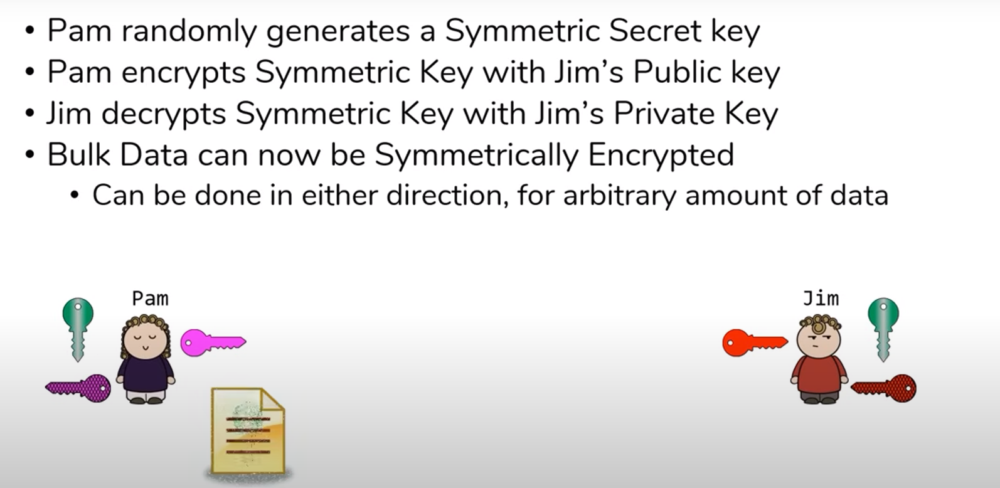 • Pam randomly generates a Symmetric Secret key
• Pam encrypts Symmetric Key with Jim's Public key
• Jim decrypts Symmetric Key with Jim's Private Key
• Bulk Data can now be Symmetrically Encrypted
• Can be done in either direction, for arbitrary amount of data
Pam
Jim